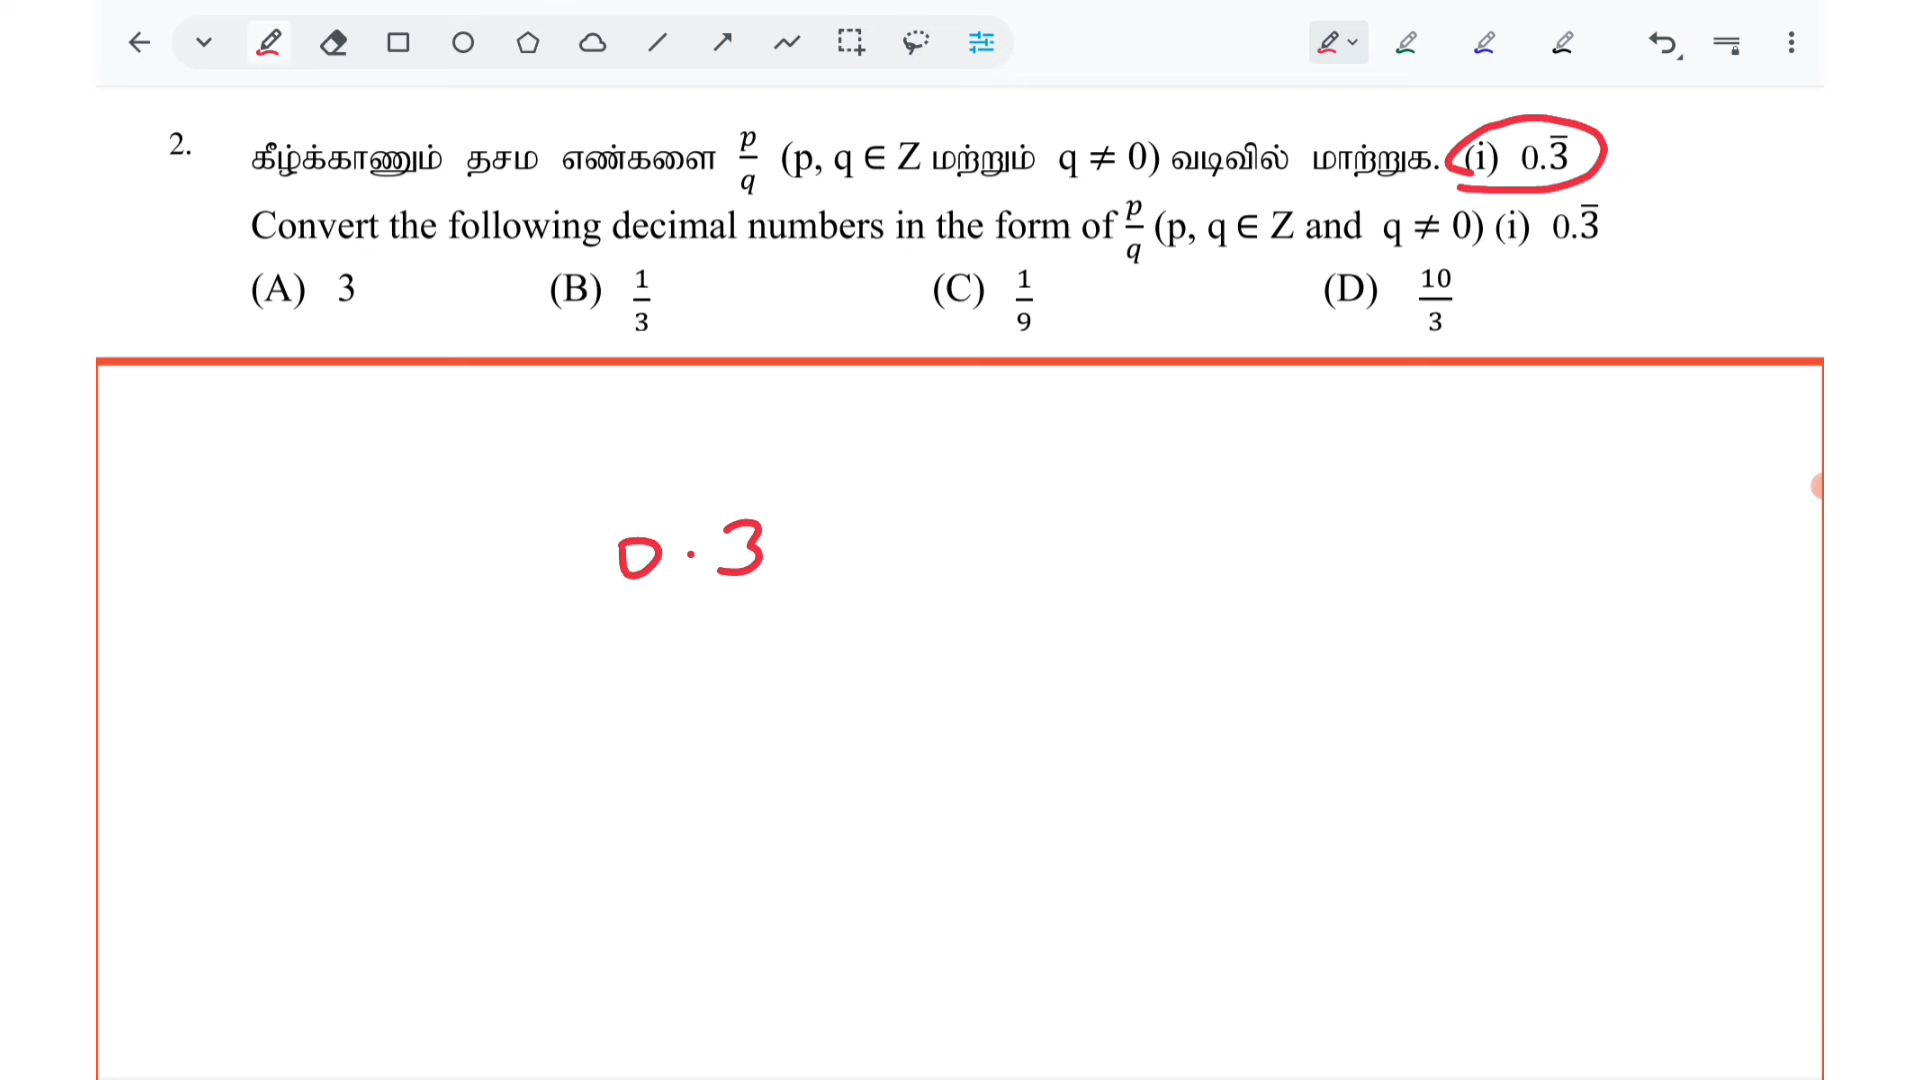 2. கீழ்க்காணும் தசம எண்களை p/q (p, q ∈ Z மற்றும் q ≠ 0) வடிவில் மாற்றுக. (i) 0.3̅
Convert the following decimal numbers in the form of p/q (p, q ∈ Z and q ≠ 0) (i) 0.3̅
(A) 3 (B) 1/3 (C) 1/9 (D) 10/3
0.3